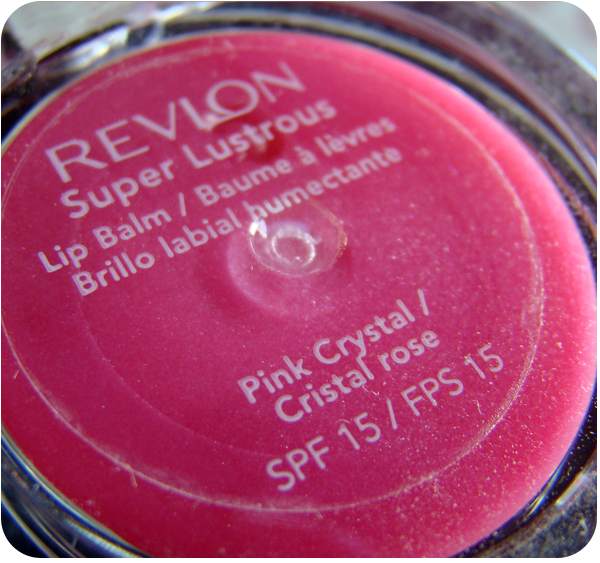 REVLON
Super Lustrous
Lip Balm / Baume à lèvres
Brillo labial humectante
Pink Crystal /
Cristal rose
SPF 15 / FPS 15